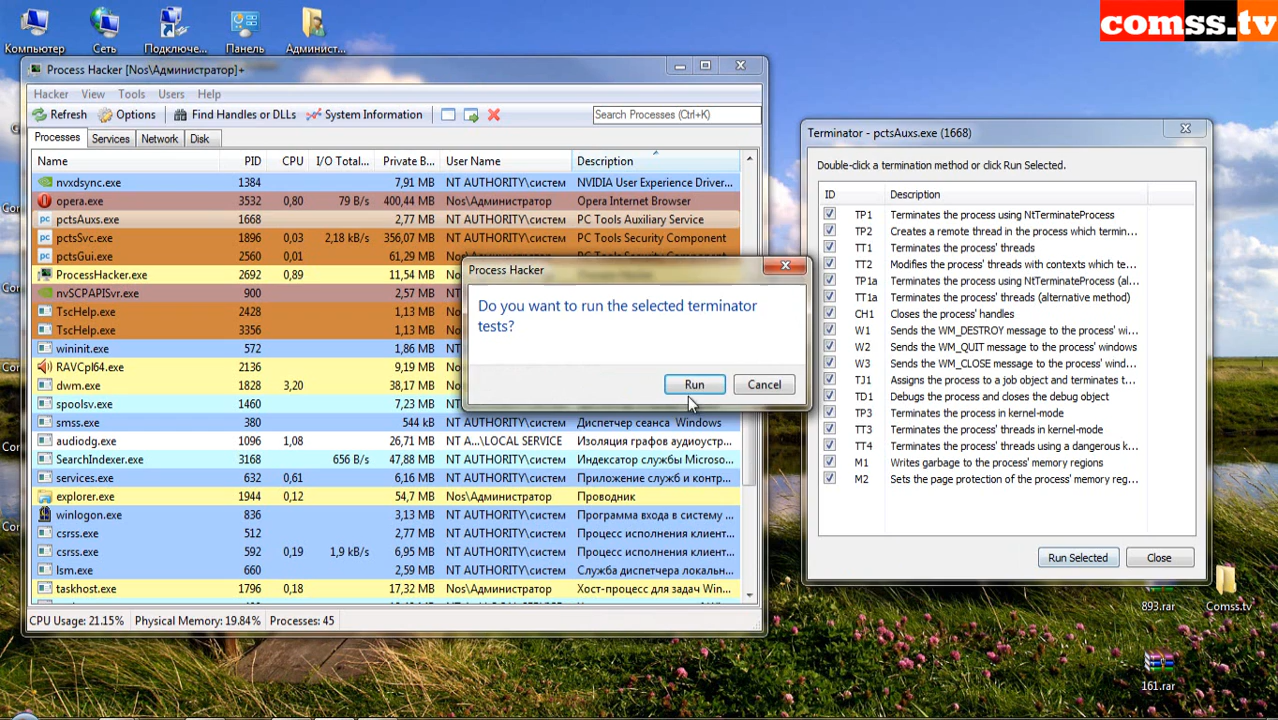 comss.tv
Компьютер
Сеть
Подключе...
Панель
Админист...
Process Hacker [Nos\Администратор]+
Hacker View Tools Users Help
Refresh Options Find Handles or DLLs System Information Search Processes (Ctrl+K)
Processes Services Network Disk
Name PID CPU I/O Total... Private B... User Name Description
nvxdsync.exe 1384 7,91 MB NT AUTHORITY\систем NVIDIA User Experience Driver...
opera.exe 3532 0,80 79 B/s 400,44 MB Nos\Администратор Opera Internet Browser
pctsAuxs.exe 1668 2,77 MB NT AUTHORITY\систем PC Tools Auxiliary Service
pctsSvc.exe 1896 0,03 2,18 kB/s 356,07 MB NT AUTHORITY\систем PC Tools Security Component
pctsGui.exe 2560 0,01 61,29 MB Nos\Администратор PC Tools Security Component
ProcessHacker.exe 2692 0,89 11,54 MB
nvSCPAPISvr.exe 900 2,57 MB
TscHelp.exe 2428 1,13 MB
TscHelp.exe 3356 1,13 MB
wininit.exe 572 1,86 MB
RAVCpl64.exe 2136 9,19 MB
dwm.exe 1828 3,20 38,17 MB
spoolsv.exe 1460 7,23 MB
smss.exe 380 544 kB NT AUTHORITY\систем Диспетчер сеанса Windows
audiodg.exe 1096 1,08 26,71 MB NT A...\LOCAL SERVICE Изоляция графов аудиоустр...
SearchIndexer.exe 3168 656 B/s 47,88 MB NT AUTHORITY\систем Индексатор службы Microso...
services.exe 632 0,61 6,16 MB NT AUTHORITY\систем Приложение служб и контр...
explorer.exe 1944 0,12 54,7 MB Nos\Администратор Проводник
winlogon.exe 836 3,13 MB NT AUTHORITY\систем Программа входа в систему ...
csrss.exe 512 2,77 MB NT AUTHORITY\систем Процесс исполнения клиент...
csrss.exe 592 0,19 1,9 kB/s 6,95 MB NT AUTHORITY\систем Процесс исполнения клиент...
lsm.exe 660 2,68 MB NT AUTHORITY\систем Служба диспетчера локальн...
taskhost.exe 1796 0,18 17,32 MB Nos\Администратор Хост-процесс для задач Win...
CPU Usage: 21.15% Physical Memory: 19.84% Processes: 45
Process Hacker
Do you want to run the selected terminator
tests?
Run Cancel
Terminator - pctsAuxs.exe (1668)
Double-click a termination method or click Run Selected.
ID Description
TP1 Terminates the process using NtTerminateProcess
TP2 Creates a remote thread in the process which termin...
TT1 Terminates the process' threads
TT2 Modifies the process' threads with contexts which te...
TP1a Terminates the process' threads (al...
TT1a Terminates the process' threads (alternative method)
CH1 Closes the process' handles
W1 Sends the WM_DESTROY message to the process' wi...
W2 Sends the WM_QUIT message to the process' windows
W3 Sends the WM_CLOSE message to the process' wind...
TJ1 Assigns the process to a job object and terminates t...
TD1 Debugs the process and closes the debug object
TP3 Terminates the process in kernel-mode
TT3 Terminates the process' threads in kernel-mode
TT4 Terminates the process' threads using a dangerous k...
M1 Writes garbage to the process' memory regions
M2 Sets the page protection of the process' memory reg...
Run Selected Close
893.rar
Comss.tv
161.rar